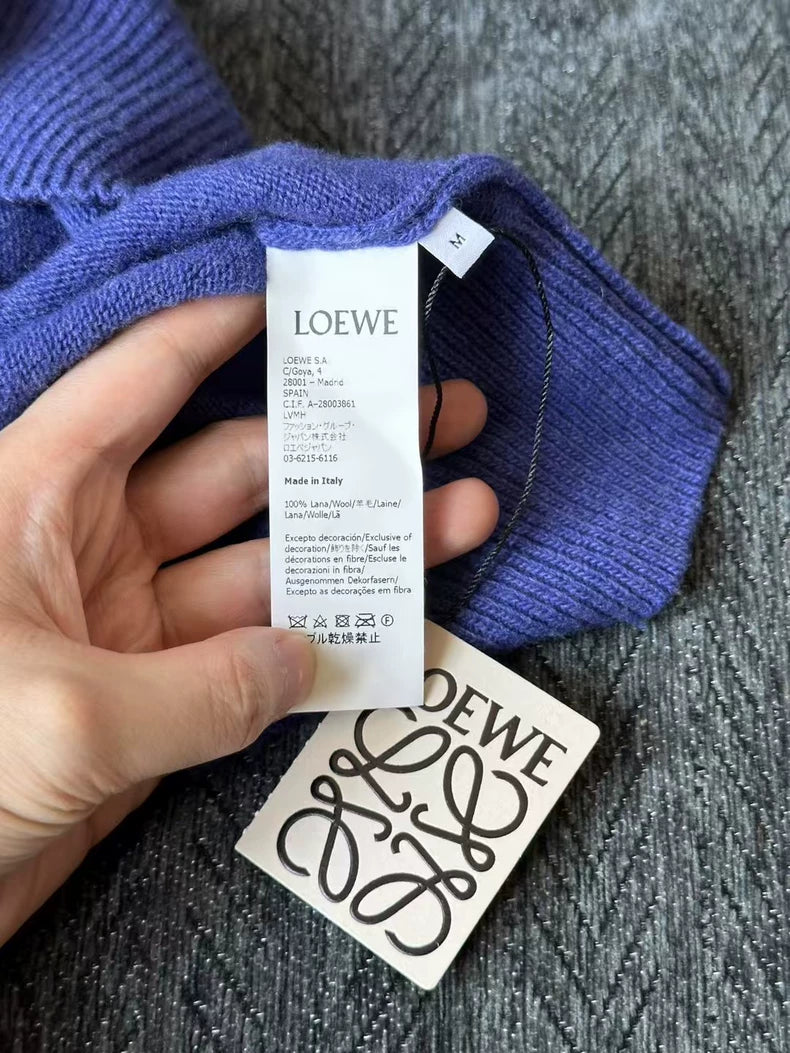 M
LOEWE
LOEWE S.A
C/Goya, 4
28001 – Madrid
SPAIN
C.I.F. A–28003861
LVMH
ファッション・グループ・
ジャパン株式会社
ロエベジャパン
03-6215-6116
Made in Italy
100% Lana/Wool/羊毛/Laine/
Lana/Wolle/Lã
Excepto decoración/Exclusive of
decoration/飾りを除く/Sauf les
décorations en fibre/Escluse le
decorazioni in fibra/
Ausgenommen Dekorfasern/
Excepto as decorações em fibra
ブル乾燥禁止
LOEWE